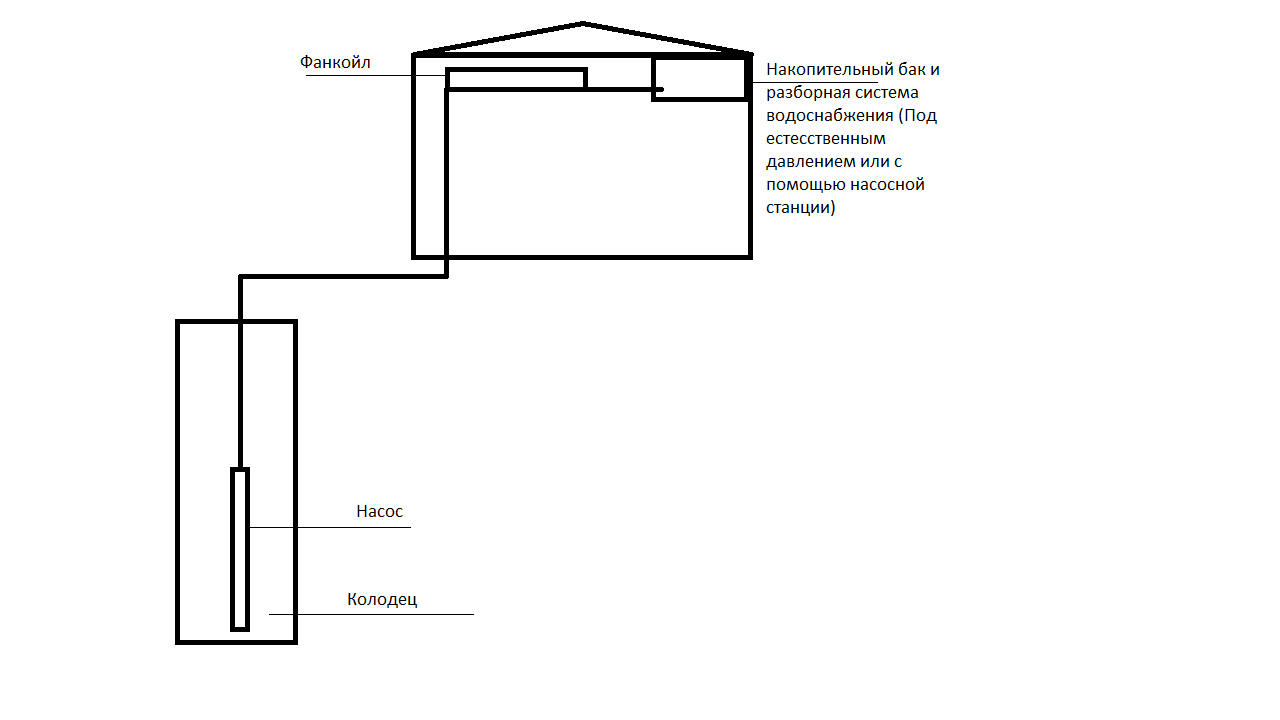 Фанкойл
Накопительный бак и
разборная система
водоснабжения (Под
естесственным
давлением или с
помощью насосной
станции)
Насос
Колодец